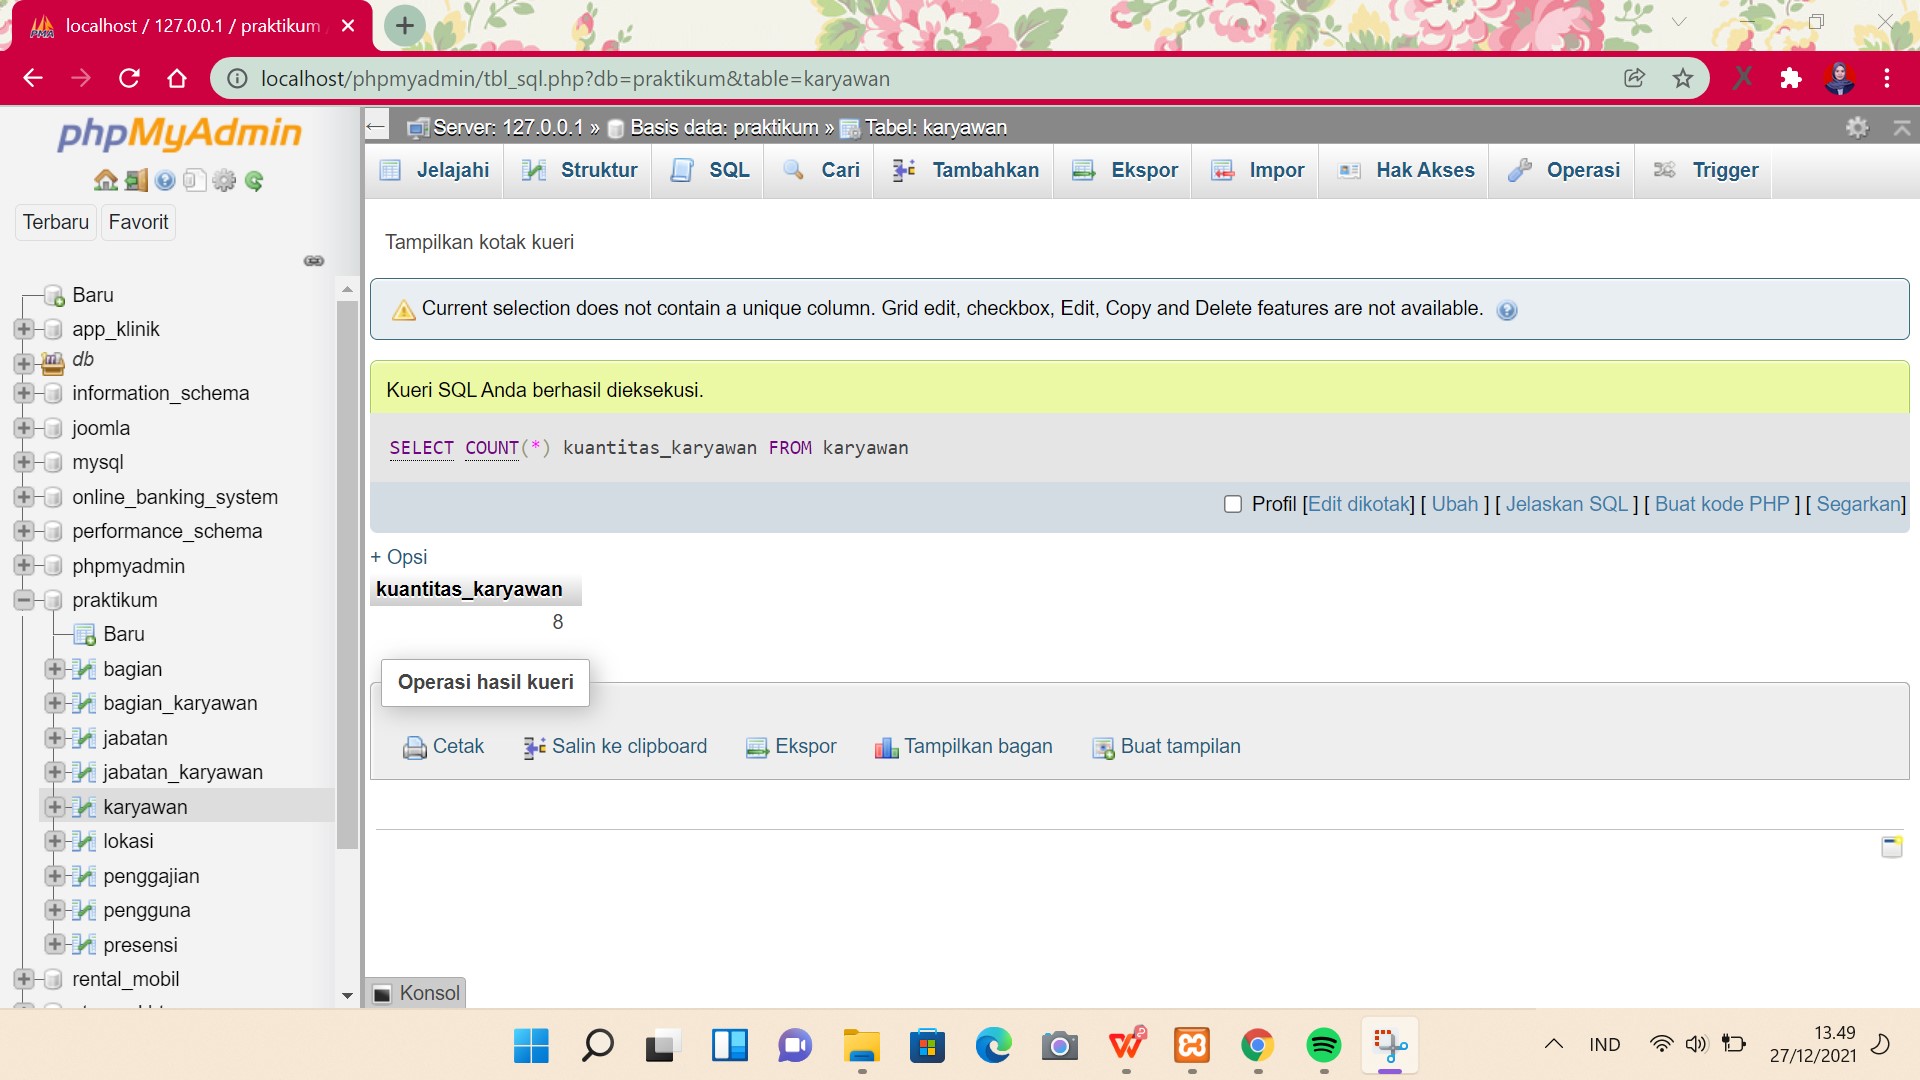 localhost / 127.0.0.1 / praktikum
localhost/phpmyadmin/tbl_sql.php?db=praktikum&table=karyawan
phpMyAdmin
Terbaru Favorit
Baru
app_klinik
db
information_schema
joomla
mysql
online_banking_system
performance_schema
phpmyadmin
praktikum
Baru
bagian
bagian_karyawan
jabatan
jabatan_karyawan
karyawan
lokasi
penggajian
pengguna
presensi
rental_mobil
Server: 127.0.0.1 » Basis data: praktikum » Tabel: karyawan
Jelajahi Struktur SQL Cari Tambahkan Ekspor Impor Hak Akses Operasi Trigger
Tampilkan kotak kueri
Current selection does not contain a unique column. Grid edit, checkbox, Edit, Copy and Delete features are not available.
Kueri SQL Anda berhasil dieksekusi.
SELECT COUNT(*) kuantitas_karyawan FROM karyawan
Profil [Edit dikotak] [ Ubah ] [ Jelaskan SQL ] [ Buat kode PHP ] [ Segarkan]
+ Opsi
kuantitas_karyawan
8
Operasi hasil kueri
Cetak Salin ke clipboard Ekspor Tampilkan bagan Buat tampilan
Konsol
IND
13.49
27/12/2021